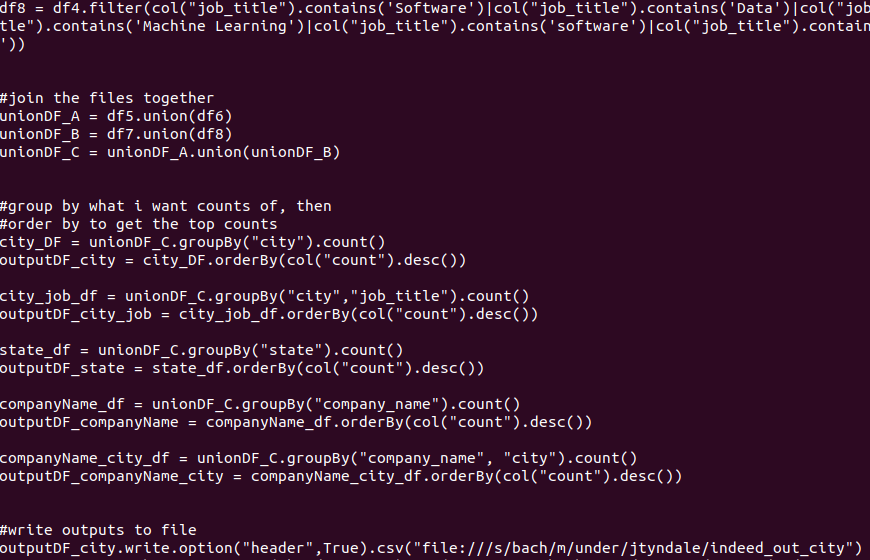 df8 = df4.filter(col("job_title").contains('Software')|col("job_title").contains('Data')|col("job
tle").contains('Machine Learning')|col("job_title").contains('software')|col("job_title").contain
'))
#join the files together
unionDF_A = df5.union(df6)
unionDF_B = df7.union(df8)
unionDF_C = unionDF_A.union(unionDF_B)
#group by what i want counts of, then
#order by to get the top counts
city_DF = unionDF_C.groupBy("city").count()
outputDF_city = city_DF.orderBy(col("count").desc())
city_job_df = unionDF_C.groupBy("city","job_title").count()
outputDF_city_job = city_job_df.orderBy(col("count").desc())
state_df = unionDF_C.groupBy("state").count()
outputDF_state = state_df.orderBy(col("count").desc())
companyName_df = unionDF_C.groupBy("company_name").count()
outputDF_companyName = companyName_df.orderBy(col("count").desc())
companyName_city_df = unionDF_C.groupBy("company_name", "city").count()
outputDF_companyName_city = companyName_city_df.orderBy(col("count").desc())
#write outputs to file
outputDF_city.write.option("header",True).csv("file:///s/bach/m/under/jtyndale/indeed_out_city")